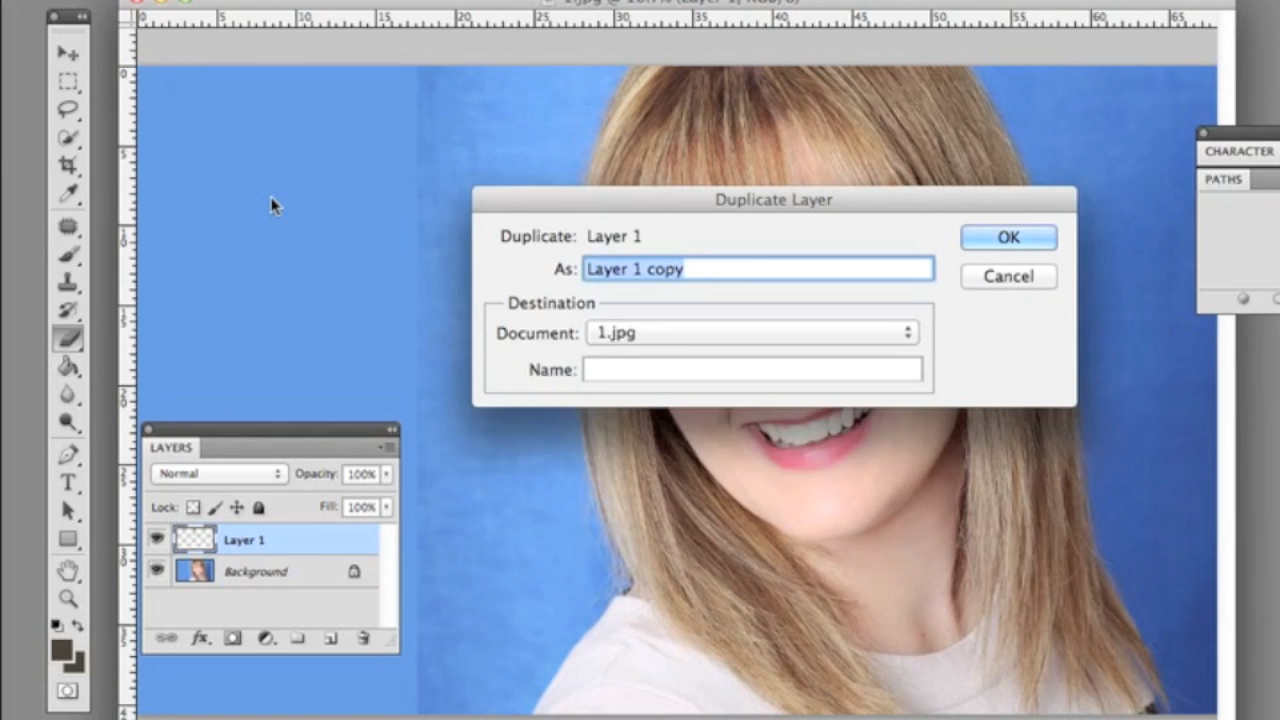 0 5 10 15 20 25 30 35 40 45 50 55 60 65
CHARACTER
PATHS
Duplicate Layer
Duplicate: Layer 1
OK
As: Layer 1 copy
Cancel
Destination
Document: 1.jpg
Name:
LAYERS
Normal Opacity: 100%
Lock: Fill: 100%
Layer 1
Background